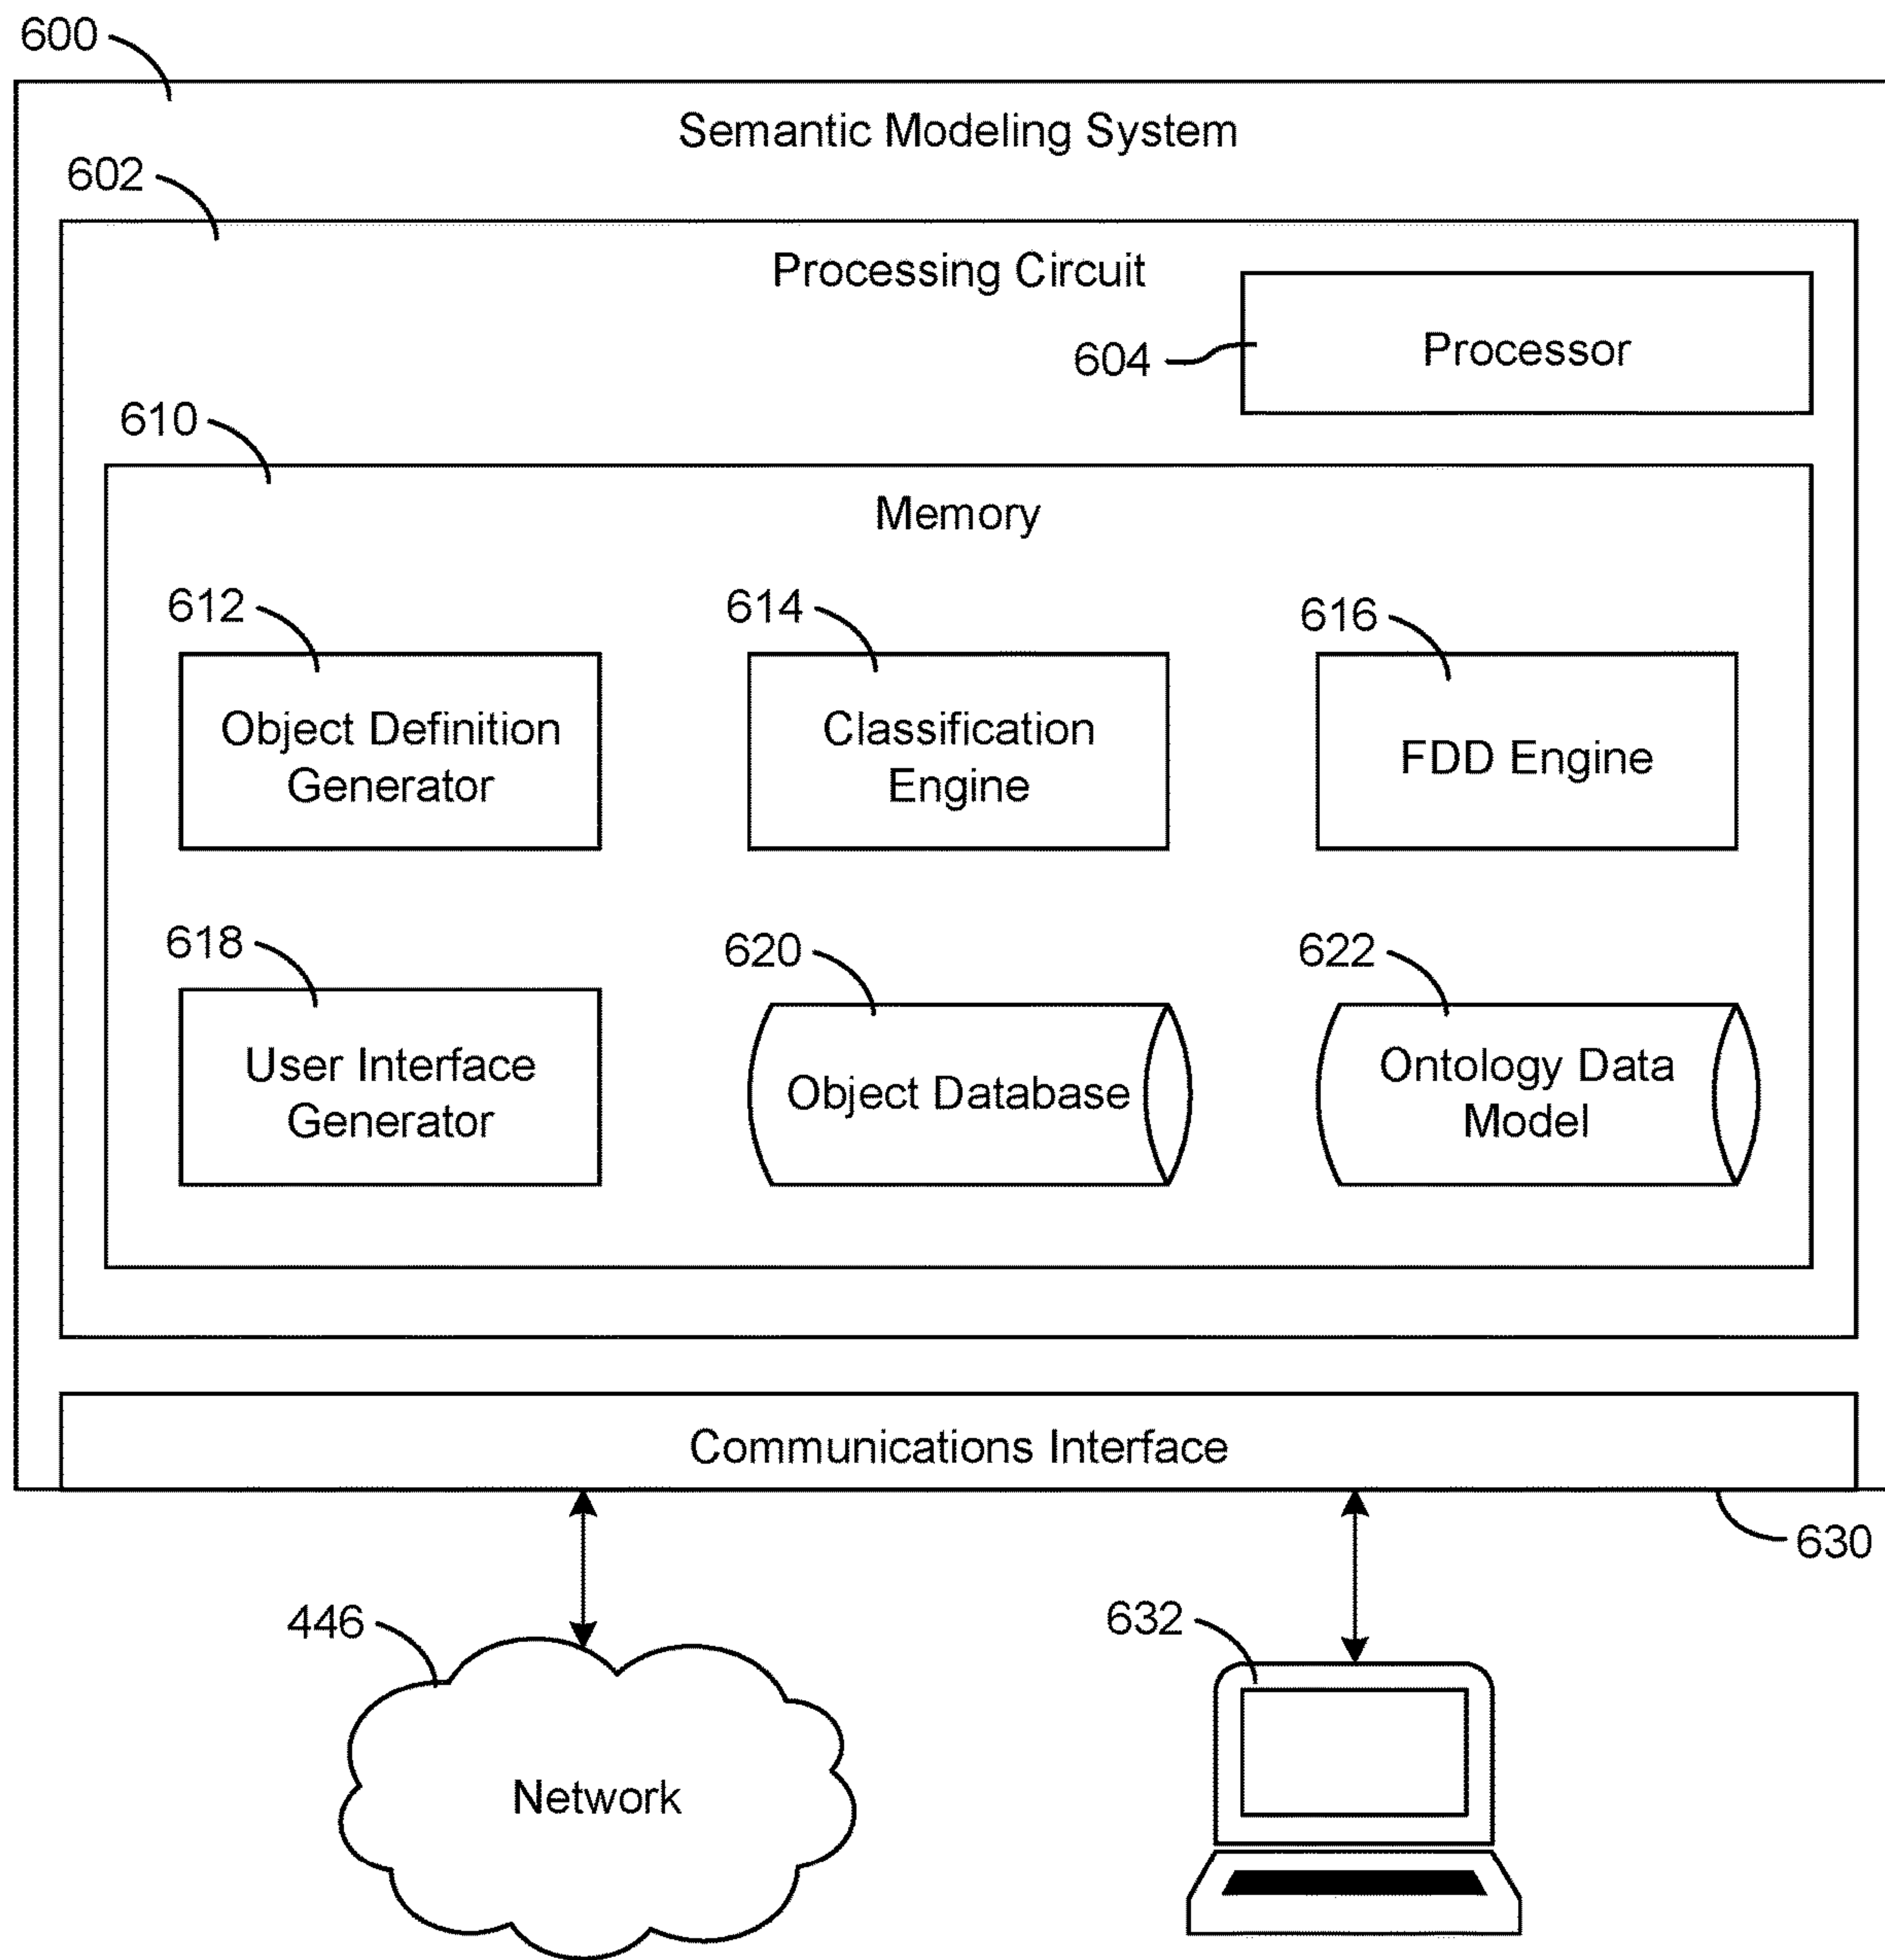 600
Semantic Modeling System
602
Processing Circuit
604
Processor
610
Memory
612
614
616
Object Definition
Generator
Classification
Engine
FDD Engine
618
620
622
User Interface
Generator
Object Database
Ontology Data
Model
Communications Interface
630
446
632
Network